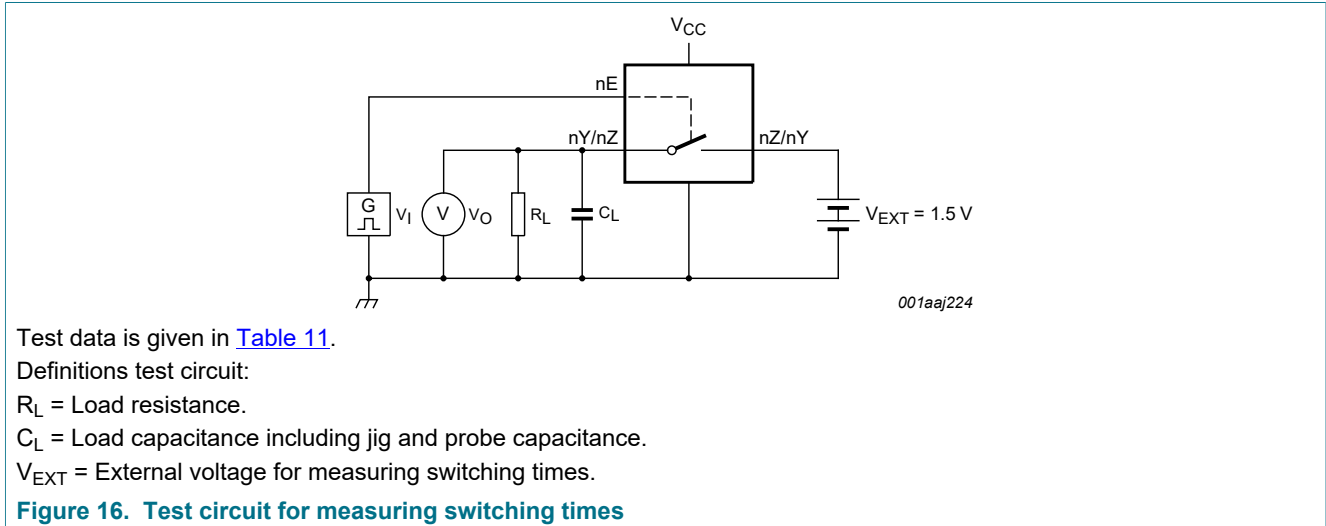 VCC
nE
nY/nZ
nZ/nY
G
VI
V
VO
RL
CL
VEXT = 1.5 V
001aaj224
Test data is given in Table 11.
Definitions test circuit:
RL = Load resistance.
CL = Load capacitance including jig and probe capacitance.
VEXT = External voltage for measuring switching times.
Figure 16. Test circuit for measuring switching times